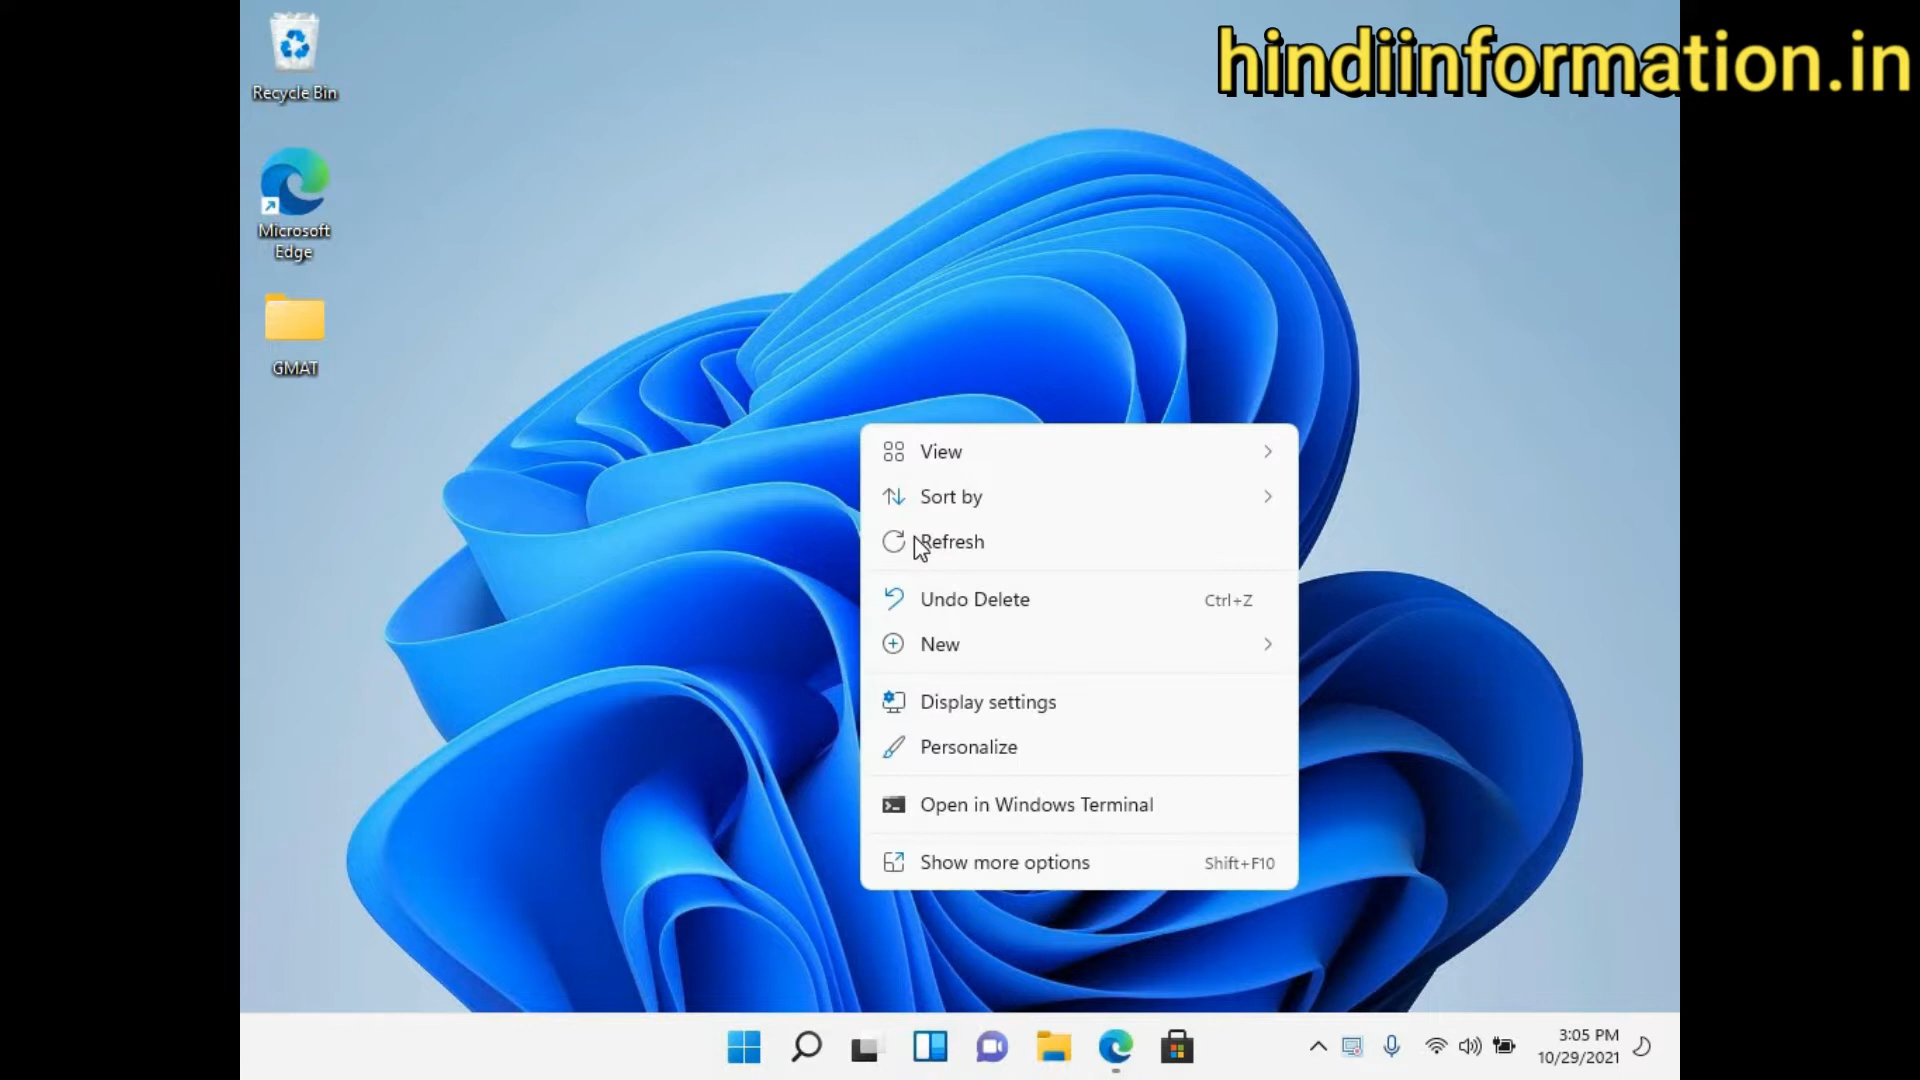 hindiinformation.in
Recycle Bin
Microsoft
Edge
GMAT
View
Sort by
Refresh
Undo Delete Ctrl+Z
New
Display settings
Personalize
Open in Windows Terminal
Show more options Shift+F10
3:05 PM
10/29/2021